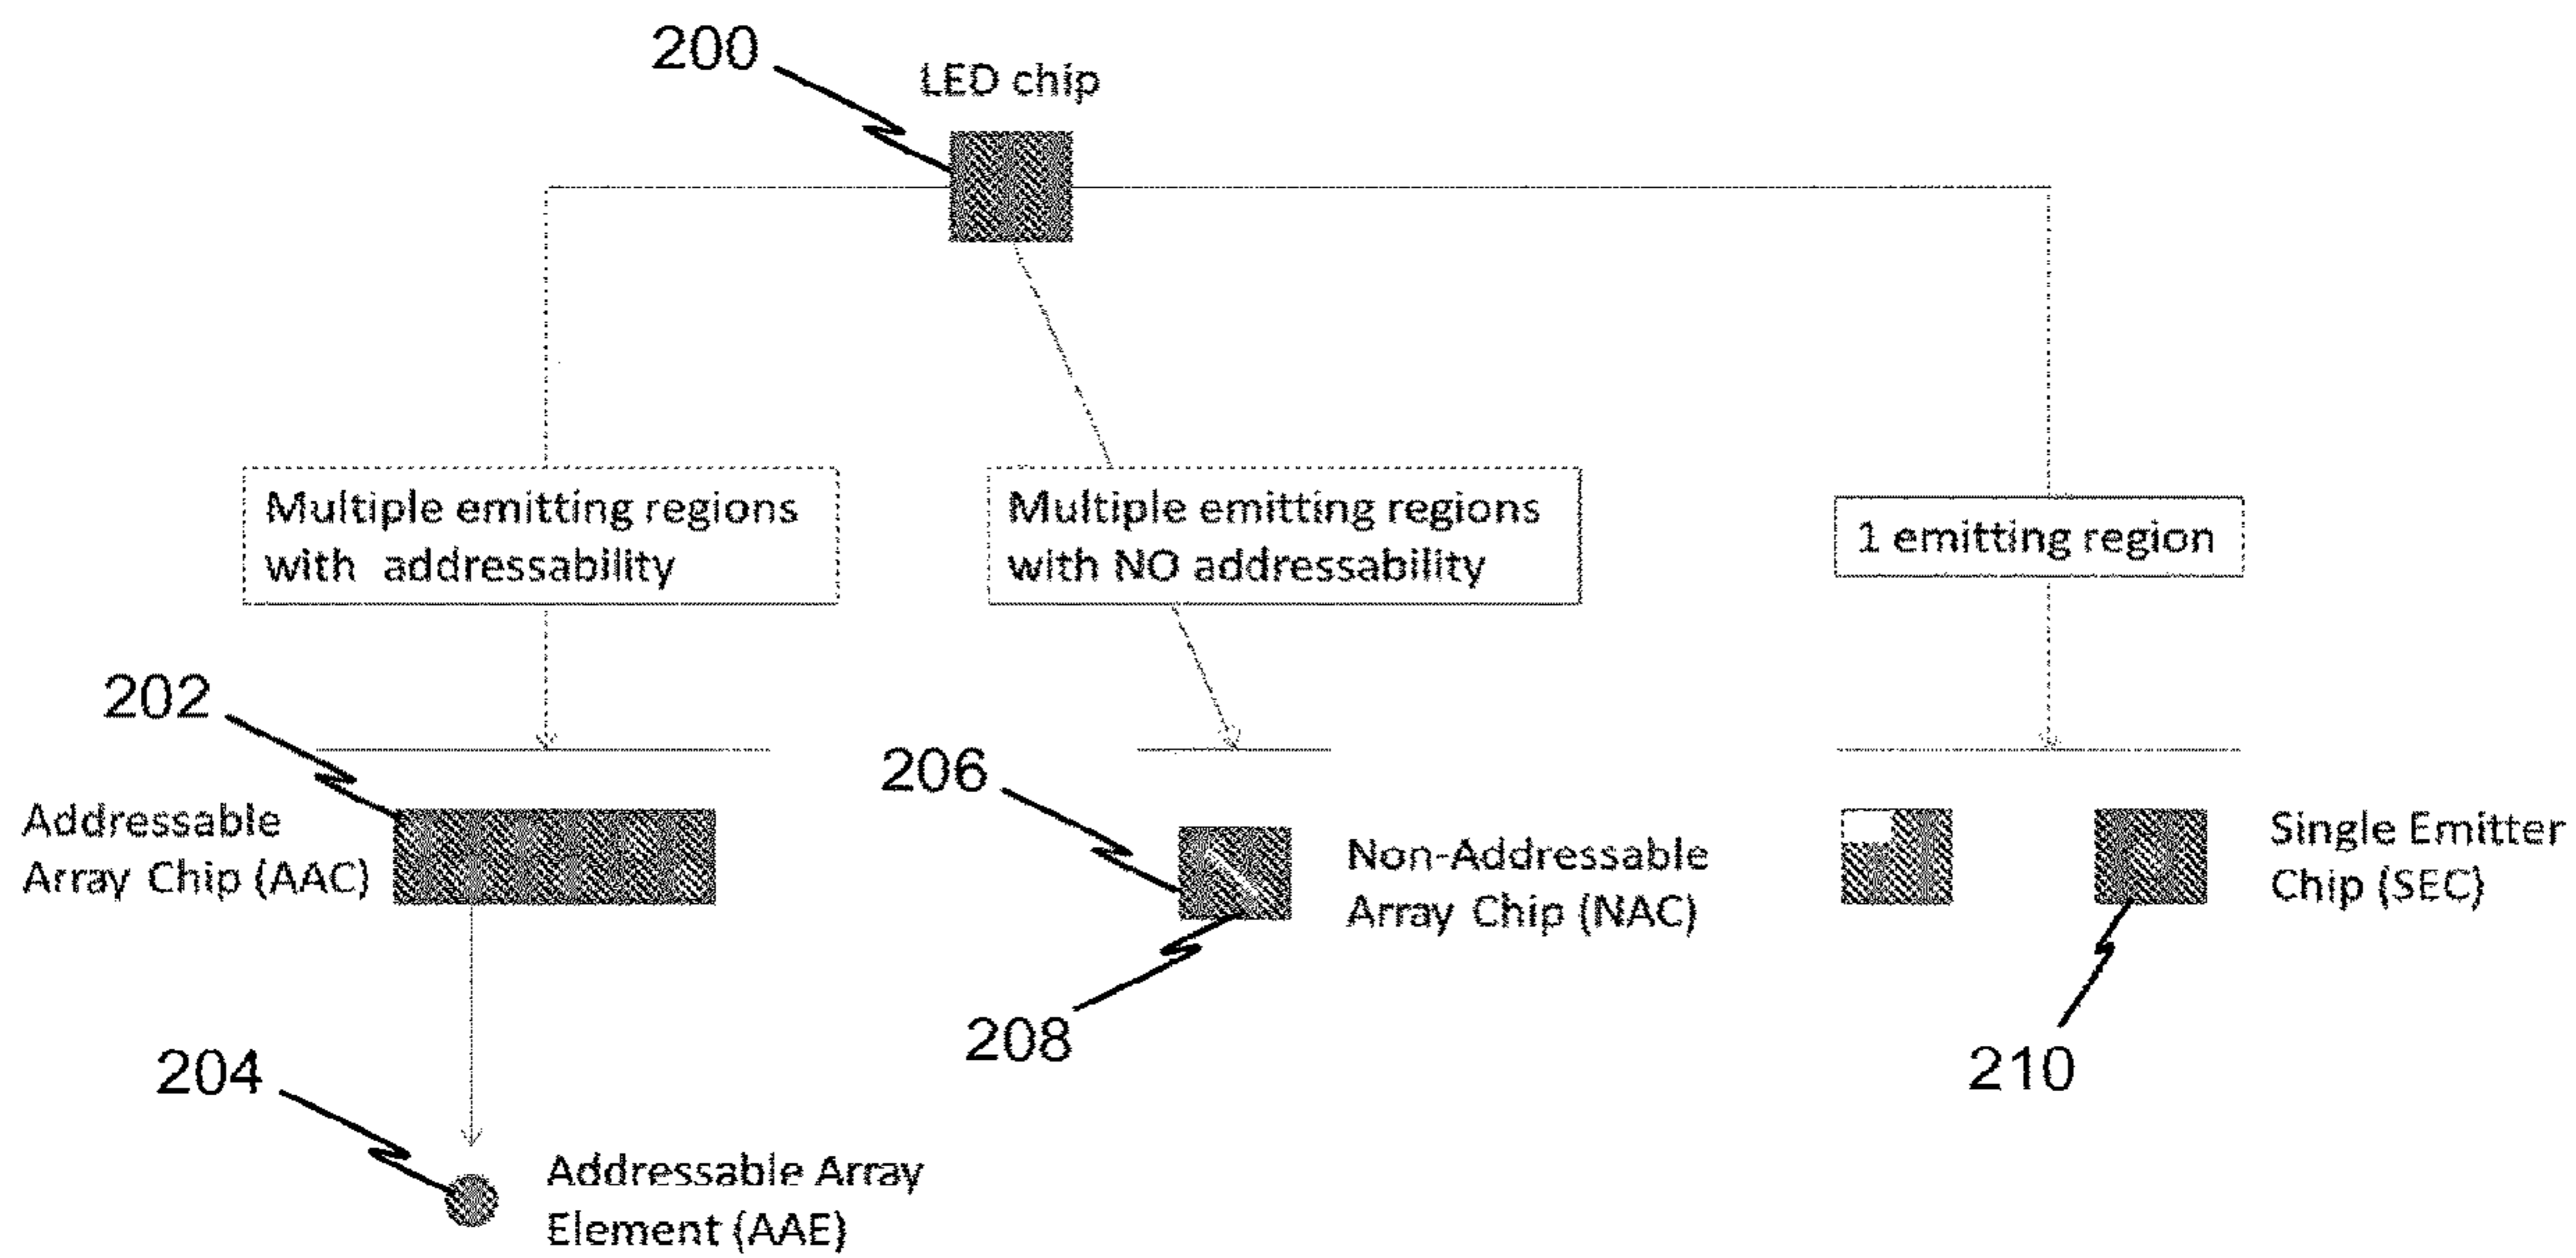 200
LED chip
Multiple emitting regions
with addressability
Multiple emitting regions
with NO addressability
1 emitting region
202
Addressable
Array Chip (AAC)
206
Non-Addressable
Array Chip (NAC)
208
Single Emitter
Chip (SEC)
210
204
Addressable Array
Element (AAE)